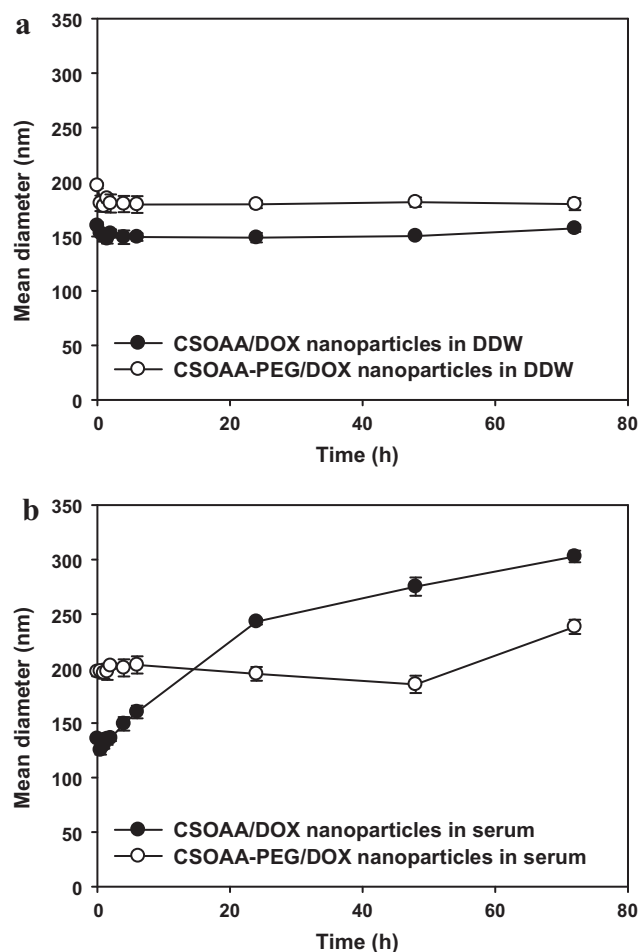 a
350
300
250
200
150
100
50
0
Mean diameter (nm)
CSOAA/DOX nanoparticles in DDW
CSOAA-PEG/DOX nanoparticles in DDW
0 20 40 60 80
Time (h)
b
350
300
250
200
150
100
50
0
Mean diameter (nm)
CSOAA/DOX nanoparticles in serum
CSOAA-PEG/DOX nanoparticles in serum
0 20 40 60 80
Time (h)